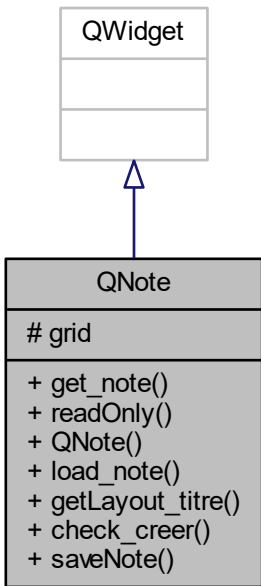 QWidget
QNote
# grid
+ get_note()
+ readOnly()
+ QNote()
+ load_note()
+ getLayout_titre()
+ check_creer()
+ saveNote()